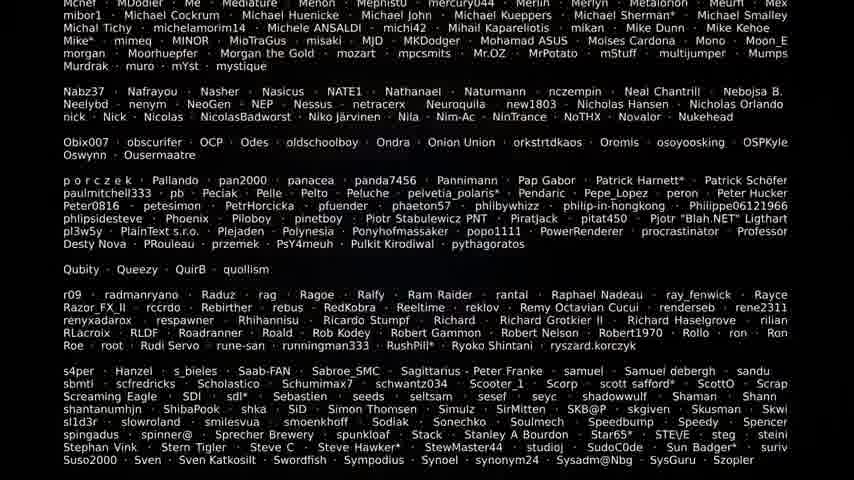 Mchef · MDodier · Me · Mediature · Menon · Mephist0 · mercury044 · Merlin · Merlyn · Metalorion · Meurfi · Mex
mibor1 · Michael Cockrum · Michael Huenicke · Michael John · Michael Kueppers · Michael Sherman* · Michael Smalley
Michal Tichy · michelamorim14 · Michele ANSALDI · michi42 · Mihail Kapareliotis · mikan · Mike Dunn · Mike Kehoe
Mike* · mimeq · MINOR · MioTraGus · misaki · MJD · MKDodger · Mohamad ASUS · Moises Cardona · Mono · Moon_E
morgan · Moorhuepfer · Morgan the Gold · mozart · mpcsmits · Mr.OZ · MrPotato · mStuff · multijumper · Mumps
Murdrak · muro · mYst · mystique
Nabz37 · Nafrayou · Nasher · Nasicus · NATE1 · Nathanael · Naturmann · nczempin · Neal Chantrill · Nebojsa B.
Neelybd · nenym · NeoGen · NEP · Nessus · netracerx · Neuroquila · new1803 · Nicholas Hansen · Nicholas Orlando
nick · Nick · Nicolas · NicolasBadworst · Niko Järvinen · Nila · Nim-Ac · NinTrance · NoTHX · Novalor · Nukehead
Obix007 · obscurifer · OCP · Odes · oldschoolboy · Ondra · Onion Union · orkstrtdkaos · Oromis · osoyoosking · OSPKyle
Oswynn · Ousermaatre
p o r c z e k · Pallando · pan2000 · panacea · panda7456 · Pannimann · Pap Gabor · Patrick Harnett* · Patrick Schöfer
paulmitchell333 · pb · Peciak · Pelle · Pelto · Peluche · pelvetia_polaris* · Pendaric · Pepe_Lopez · peron · Peter Hucker
Peter0816 · petesimon · PetrHorcicka · pfuender · phaeton57 · philbywhizz · philip-in-hongkong · Philippe06121966
phlipsidesteve · Phoenix · Piloboy · pinetboy · Piotr Stabulewicz PNT · PiratJack · pitat450 · Pjotr "Blah.NET" Ligthart
pl3w5y · PlainText s.r.o. · Plejaden · Polynesia · Ponyhofmassaker · popo1111 · PowerRenderer · procrastinator · Professor
Desty Nova · PRouleau · przemek · PsY4meuh · Pulkit Kirodiwal · pythagoratos
Qubity · Queezy · QuirB · quollism
r09 · radmanryano · Raduz · rag · Ragoe · Ralfy · Ram Raider · rantal · Raphael Nadeau · ray_fenwick · Rayce
Razor_FX_II · rccrdo · Rebirther · rebus · RedKobra · Reeltime · reklov · Remy Octavian Cucui · renderseb · rene2311
renyxadarox · respawner · Rhihannisu · Ricardo Stumpf · Richard · Richard Grotkier II · Richard Haselgrove · rilian
RLacroix · RLDF · Roadranner · Roald · Rob Kodey · Robert Gammon · Robert Nelson · Robert1970 · Rollo · ron · Ron
Roe · root · Rudi Servo · rune-san · runningman333 · RushPill* · Ryoko Shintani · ryszard.korczyk
s4per · Hanzel · s_bieles · Saab-FAN · Sabroe_SMC · Sagittarius - Peter Franke · samuel · Samuel debergh · sandu
sbmtl · scfredricks · Scholastico · Schumimax7 · schwantz034 · Scooter_1 · Scorp · scott safford* · ScottO · Scrap
Screaming Eagle · SDI · sdl* · Sebastien · seeds · seltsam · sesef · seyc · shadowwulf · Shaman · Shann
shantanumhjn · ShibaPook · shka · SiD · Simon Thomsen · Simulz · SirMitten · SKB@P · skgiven · Skusman · Skwi
sl1d3r · slowroland · smilesvua · smoenkhoff · Sodiak · Sonechko · Soulmech · Speedbump · Speedy · Spencer
spingadus · spinner@ · Sprecher Brewery · spunkloaf · Stack · Stanley A Bourdon · Star65* · STE\/E · steg · steini
Stephan Vink · Stern Tigler · Steve C · Steve Hawker* · StewMaster44 · studioj · SudoC0de · Sun Badger* · suriv
Suso2000 · Sven · Sven Katkosilt · Swordfish · Sympodius · Synoel · synonym24 · Sysadm@Nbg · SysGuru · Szopler